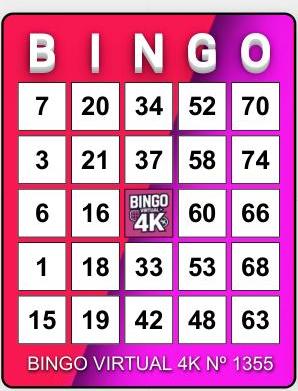 B I N G O
7 20 34 52 70
3 21 37 58 74
6 16 BINGO VIRTUAL 4K 60 66
1 18 33 53 68
15 19 42 48 63
BINGO VIRTUAL 4K Nº 1355